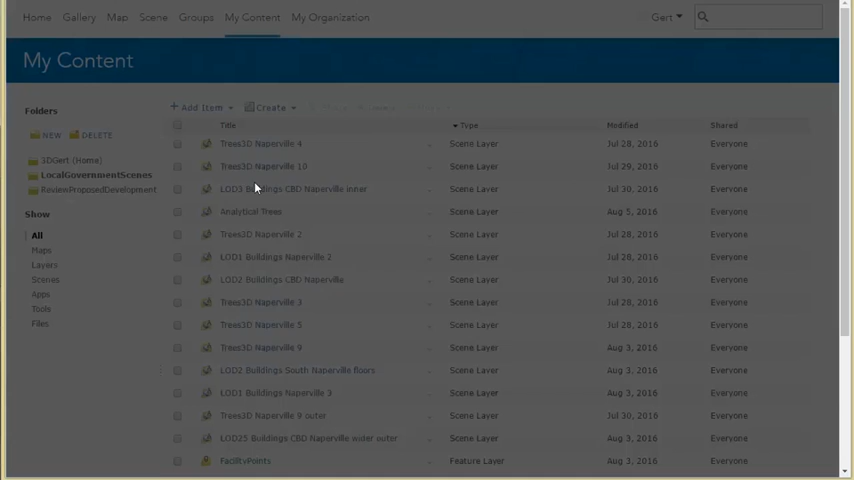 Home Gallery Map Scene Groups My Content My Organization Gert
My Content
Folders
NEW DELETE
3DGert (Home)
LocalGovernmentScenes
ReviewProposedDevelopment
Show
All
Maps
Layers
Scenes
Apps
Tools
Files
Add Item Create
Title Type Modified Shared
Trees3D Naperville 4 Scene Layer Jul 28, 2016 Everyone
Trees3D Naperville 10 Scene Layer Jul 29, 2016 Everyone
LOD3 Buildings CBD Naperville inner Scene Layer Jul 30, 2016 Everyone
Analytical Trees Scene Layer Aug 5, 2016 Everyone
Trees3D Naperville 2 Scene Layer Jul 28, 2016 Everyone
LOD1 Buildings Naperville 2 Scene Layer Jul 30, 2016 Everyone
LOD2 Buildings CBD Naperville Scene Layer Jul 30, 2016 Everyone
Trees3D Naperville 3 Scene Layer Jul 28, 2016 Everyone
Trees3D Naperville 5 Scene Layer Jul 28, 2016 Everyone
Trees3D Naperville 9 Scene Layer Aug 3, 2016 Everyone
LOD2 Buildings South Naperville floors Scene Layer Aug 3, 2016 Everyone
LOD1 Buildings Naperville 3 Scene Layer Aug 3, 2016 Everyone
Trees3D Naperville 9 outer Scene Layer Jul 30, 2016 Everyone
LOD25 Buildings CBD Naperville wider outer Scene Layer Aug 3, 2016 Everyone
FacilityPoints Feature Layer Aug 3, 2016 Everyone